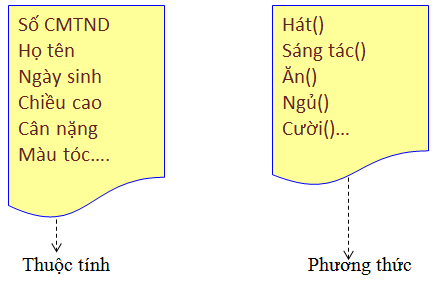 Số CMTND
Họ tên
Ngày sinh
Chiều cao
Cân nặng
Màu tóc....
Thuộc tính
Hát()
Sáng tác()
Ăn()
Ngủ()
Cười()...
Phương thức